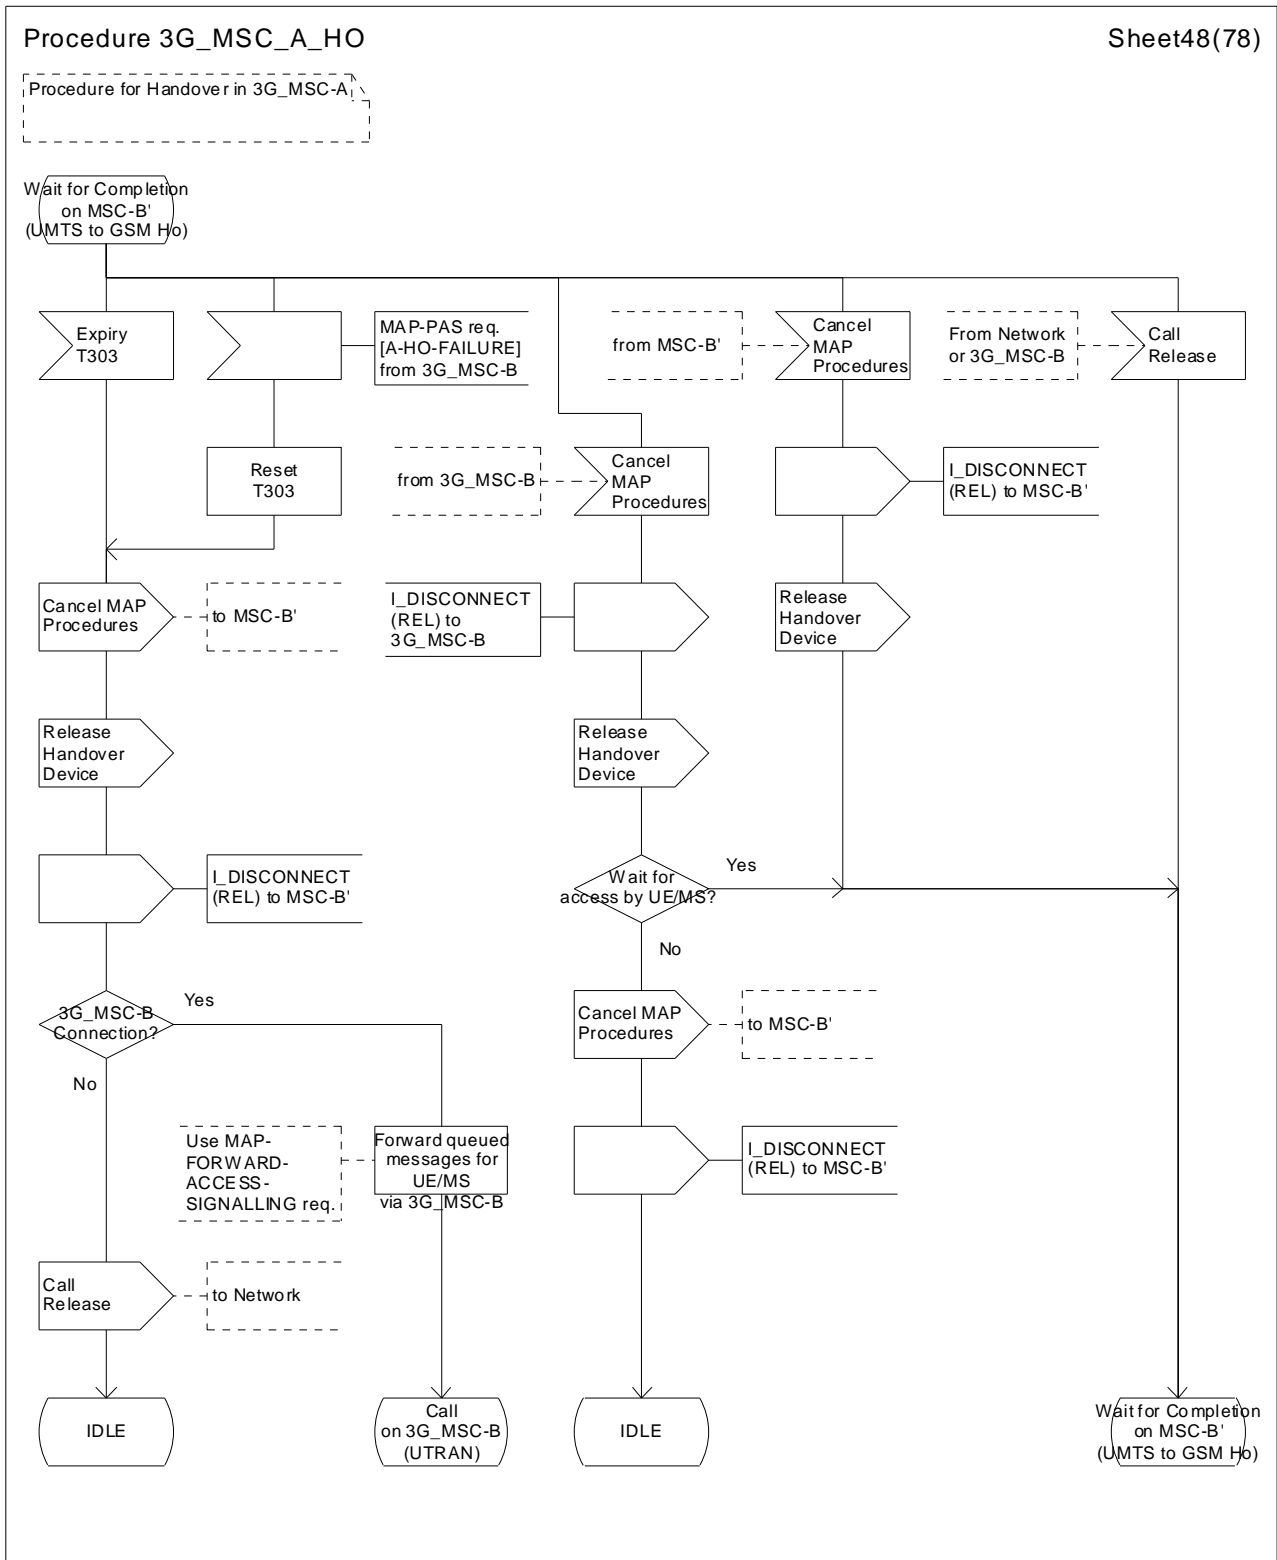 Procedure 3G_MSC_A_HO
Sheet48(78)
Procedure for Handover in 3G_MSC-A
Wait for Completion
on MSC-B'
(UMTS to GSM Ho)
Expiry
T303
MAP-PAS req.
[A-HO-FAILURE]
from 3G_MSC-B
from MSC-B'
Cancel
MAP
Procedures
From Network
or 3G_MSC-B
Call
Release
Reset
T303
from 3G_MSC-B
Cancel
MAP
Procedures
I_DISCONNECT
(REL) to MSC-B'
Cancel MAP
Procedures
to MSC-B'
I_DISCONNECT
(REL) to
3G_MSC-B
Release
Handover
Device
Release
Handover
Device
Release
Handover
Device
I_DISCONNECT
(REL) to MSC-B'
Wait for
access by UE/MS?
Yes
No
3G_MSC-B
Connection?
Yes
No
Cancel MAP
Procedures
to MSC-B'
Use MAP-
FORWARD-
ACCESS-
SIGNALLING req.
Forward queued
messages for
UE/MS
via 3G_MSC-B
I_DISCONNECT
(REL) to MSC-B'
Call
Release
to Network
IDLE
Call
on 3G_MSC-B
(UTRAN)
IDLE
Wait for Completion
on MSC-B'
(UMTS to GSM Ho)